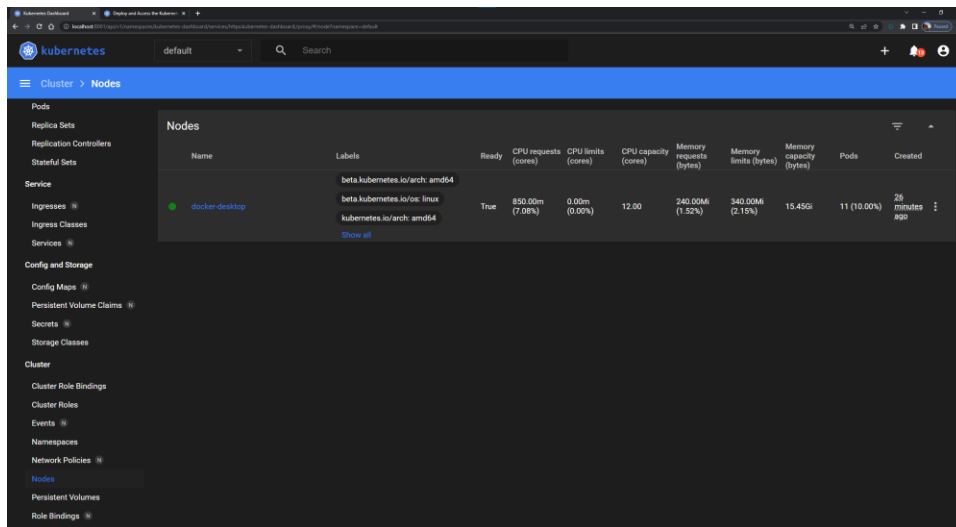 Kubernetes Dashboard
Deploy and Access the Kubernet
kubernetes
default
Search
Cluster > Nodes
Pods
Replica Sets
Replication Controllers
Stateful Sets
Service
Ingresses N
Ingress Classes
Services N
Config and Storage
Config Maps N
Persistent Volume Claims N
Secrets N
Storage Classes
Cluster
Cluster Role Bindings
Cluster Roles
Events N
Namespaces
Network Policies N
Nodes
Persistent Volumes
Role Bindings N
Nodes
Name
Labels
Ready
CPU requests
(cores)
CPU limits
(cores)
CPU capacity
(cores)
Memory
requests
(bytes)
Memory
limits (bytes)
Memory
capacity
(bytes)
Pods
Created
docker-desktop
beta.kubernetes.io/arch: amd64
beta.kubernetes.io/os: linux
kubernetes.io/arch: amd64
Show all
True
850.00m
(7.08%)
0.00m
(0.00%)
12.00
240.00Mi
(1.52%)
340.00Mi
(2.15%)
15.45Gi
11 (10.00%)
26
minutes
ago